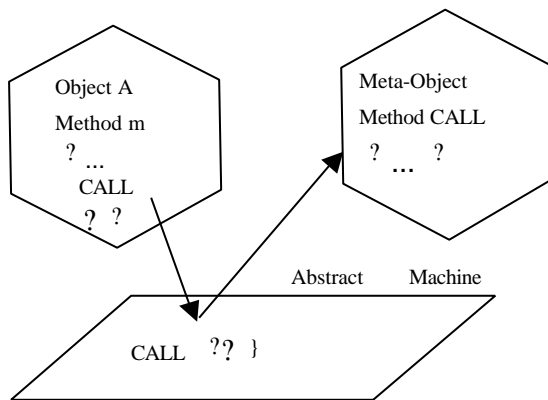 Object A
Method m
? ...
CALL
? ?
Meta-Object
Method CALL
? ... ?
Abstract Machine
CALL ?? }